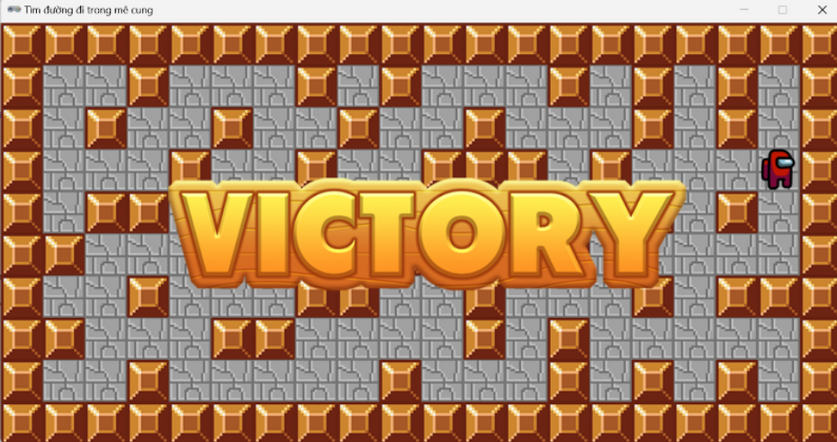 Tìm đường đi trong mê cung
VICTORY